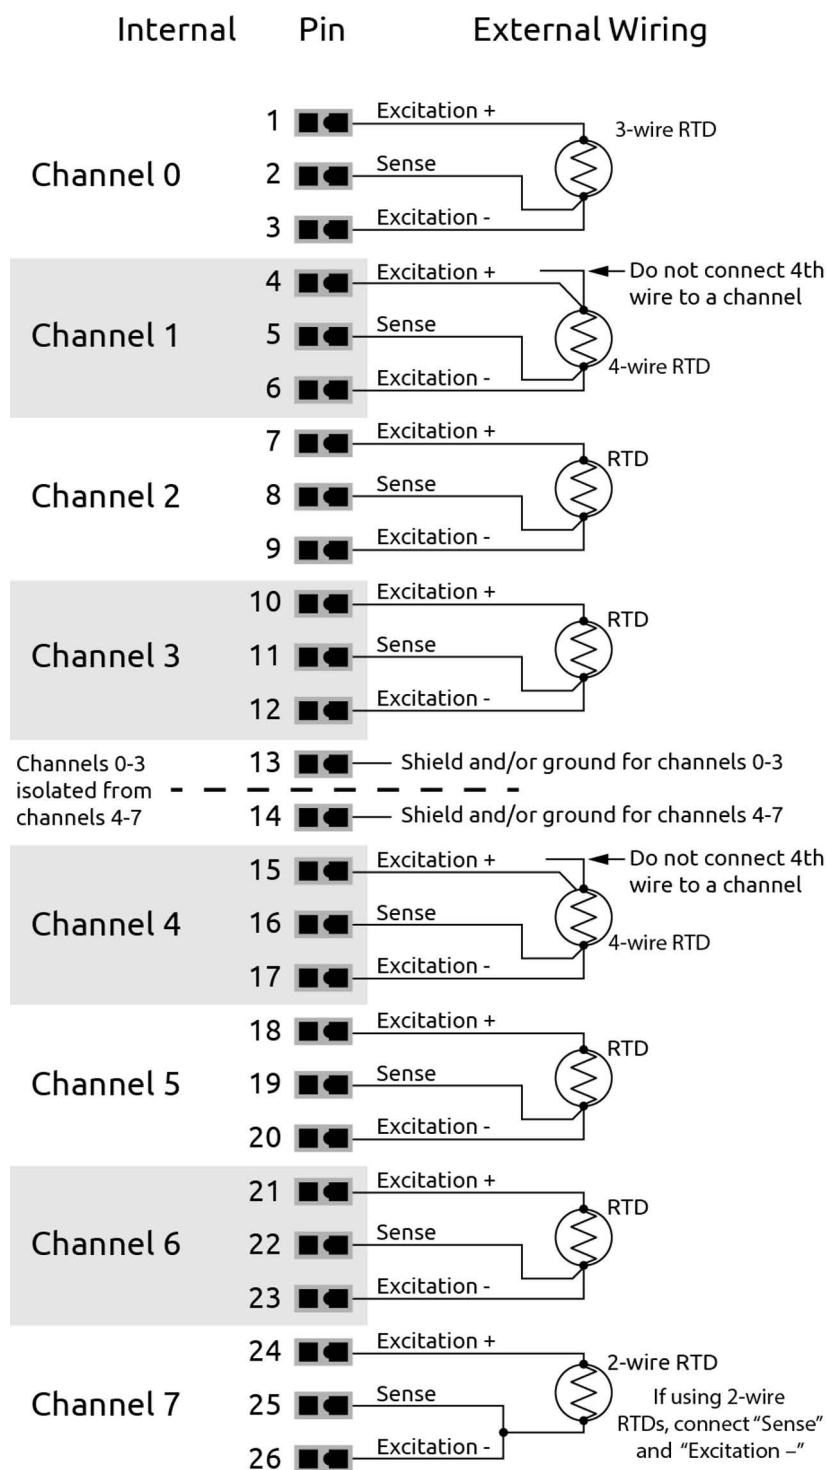 Internal Pin External Wiring
1 Excitation +
3-wire RTD
Channel 0 2 Sense
3 Excitation -
4 Excitation + Do not connect 4th
wire to a channel
Channel 1 5 Sense
4-wire RTD
6 Excitation -
7 Excitation +
RTD
Channel 2 8 Sense
9 Excitation -
10 Excitation +
RTD
Channel 3 11 Sense
12 Excitation -
Channels 0-3
isolated from
channels 4-7
13 Shield and/or ground for channels 0-3
14 Shield and/or ground for channels 4-7
15 Excitation + Do not connect 4th
wire to a channel
Channel 4 16 Sense
4-wire RTD
17 Excitation -
18 Excitation +
RTD
Channel 5 19 Sense
20 Excitation -
21 Excitation +
RTD
Channel 6 22 Sense
23 Excitation -
24 Excitation +
2-wire RTD
Channel 7 25 Sense
26 Excitation -
If using 2-wire
RTDs, connect “Sense”
and “Excitation –”